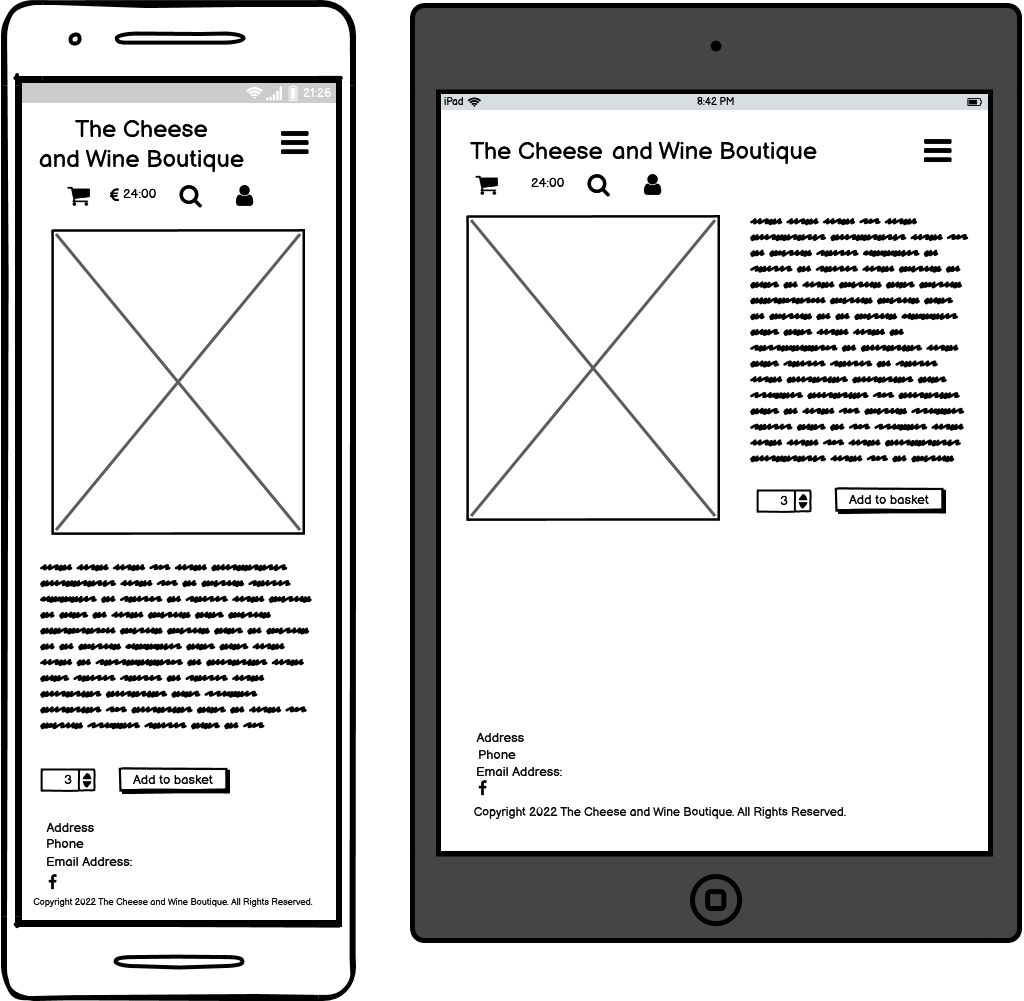 21:26
The Cheese
and Wine Boutique
€ 24:00
3
Add to basket
Address
Phone
Email Address:
f
Copyright 2022 The Cheese and Wine Boutique. All Rights Reserved.
iPad
8:42 PM
The Cheese and Wine Boutique
24:00
3
Add to basket
Address
Phone
Email Address:
f
Copyright 2022 The Cheese and Wine Boutique. All Rights Reserved.